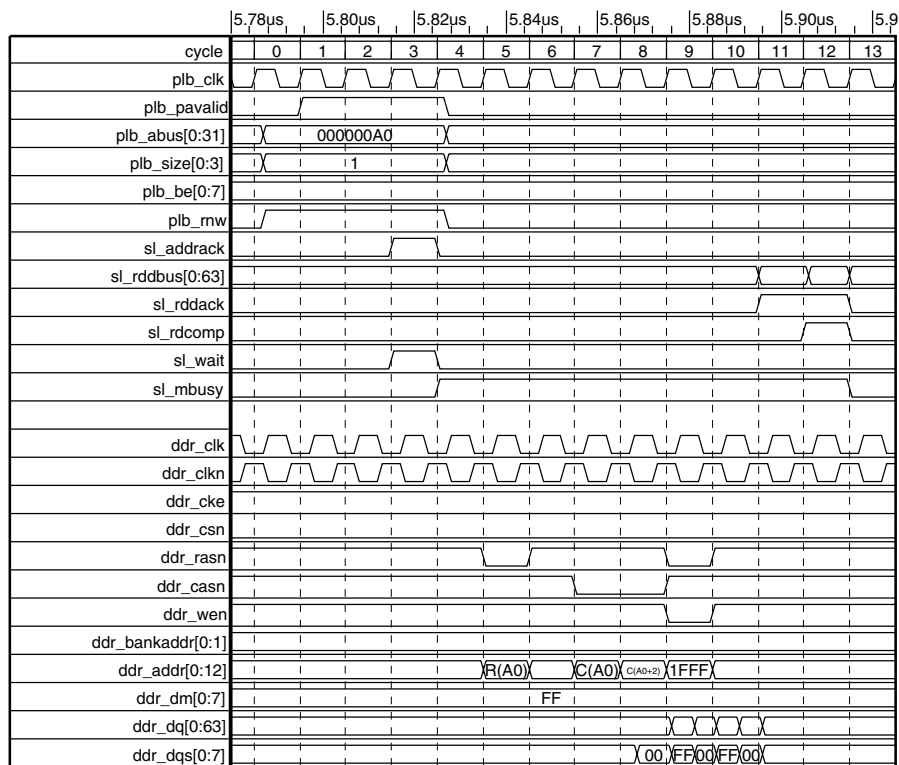 5.78us 5.80us 5.82us 5.84us 5.86us 5.88us 5.90us 5.9
cycle 0 1 2 3 4 5 6 7 8 9 10 11 12 13
plb_clk
plb_pavalid
plb_abus[0:31] 000000A0
plb_size[0:3] 1
plb_be[0:7]
plb_rnw
sl_addrack
sl_rddbus[0:63]
sl_rddack
sl_rdcomp
sl_wait
sl_mbusy
ddr_clk
ddr_clkn
ddr_cke
ddr_csn
ddr_rasn
ddr_casn
ddr_wen
ddr_bankaddr[0:1]
ddr_addr[0:12] R(A0) C(A0) C(A0+2) 1FFF
ddr_dm[0:7] FF
ddr_dq[0:63]
ddr_dqs[0:7] 00 FF 00 FF 00